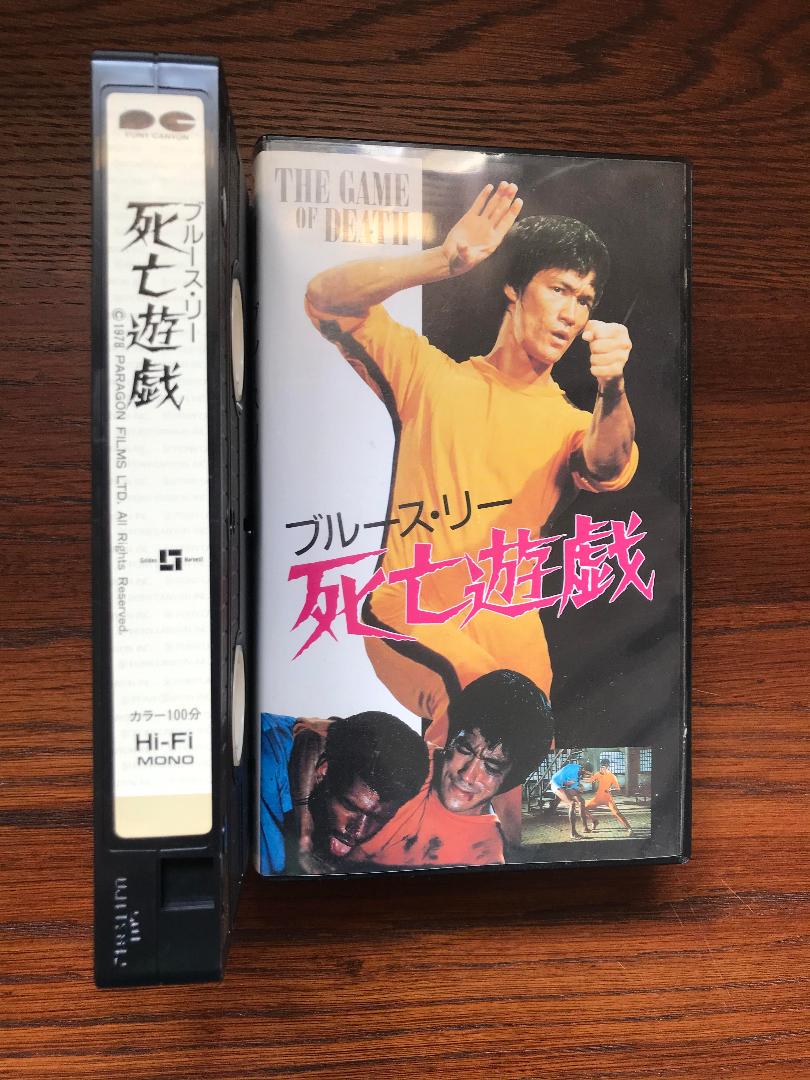 PONY CANYON
ブルース・リー
死亡遊戯
©1978 PARAGON FILMS LTD. All Rights Reserved.
Golden Harvest
カラー100分
Hi-Fi
MONO
THE GAME
OF DEATH
ブルース・リー
死亡遊戯